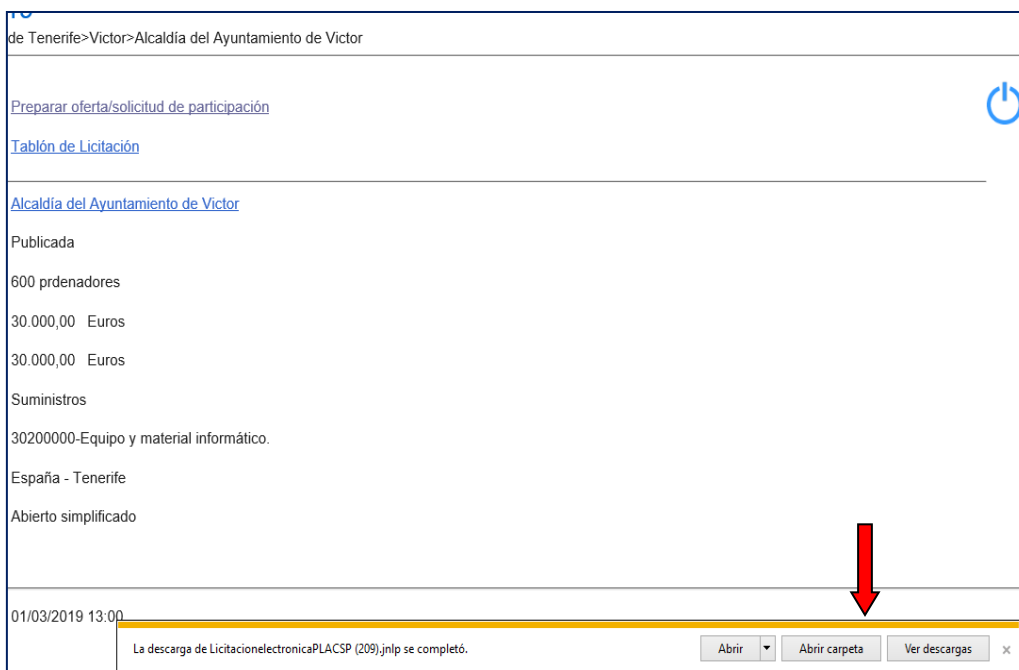 de Tenerife>Victor>Alcaldía del Ayuntamiento de Victor
Preparar oferta/solicitud de participación
Tablón de Licitación
Alcaldía del Ayuntamiento de Victor
Publicada
600 prdenadores
30.000,00 Euros
30.000,00 Euros
Suministros
30200000-Equipo y material informático.
España - Tenerife
Abierto simplificado
01/03/2019 13:00
La descarga de LicitacionelectronicaPLACSP (209).jnlp se completó.
Abrir
Abrir carpeta
Ver descargas